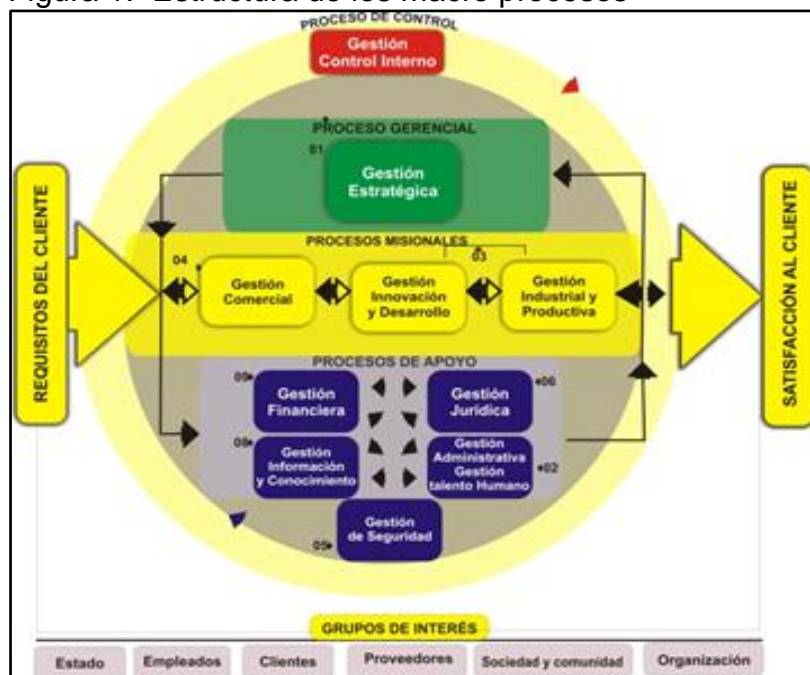 Figura 1. Estructura de los macro procesos
PROCESO DE CONTROL
Gestión
Control Interno
PROCESO GERENCIAL
01
Gestión
Estratégica
REQUISITOS DEL CLIENTE
PROCESOS MISIONALES
04
03
Gestión
Comercial
Gestión
Innovación
y Desarrollo
Gestión
Industrial y
Productiva
SATISFACCIÓN AL CLIENTE
PROCESOS DE APOYO
09
Gestión
Financiera
Gestión
Jurídica
06
08
Gestión
Información
y Conocimiento
Gestión
Administrativa
Gestión
talento Humano
02
Gestión
de Seguridad
05
GRUPOS DE INTERÉS
Estado
Empleados
Clientes
Proveedores
Sociedad y comunidad
Organización